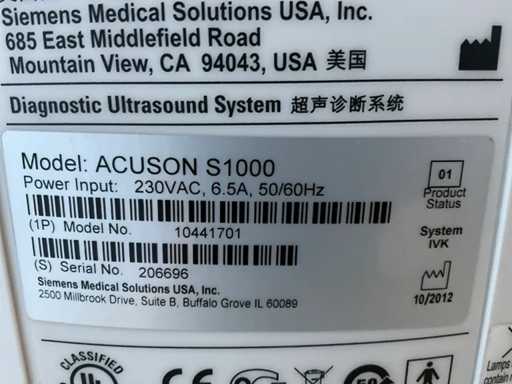 Siemens Medical Solutions USA, Inc.
685 East Middlefield Road
Mountain View, CA 94043, USA 美国
Diagnostic Ultrasound System 超声诊断系统
Model: ACUSON S1000
Power Input: 230VAC, 6.5A, 50/60Hz
01
Product
Status
(1P) Model No. 10441701
System
IVK
(S) Serial No. 206696
Siemens Medical Solutions USA, Inc.
2500 Millbrook Drive, Suite B, Buffalo Grove IL 60089
10/2012
CLASSIFIED
UL
Lamps
contain